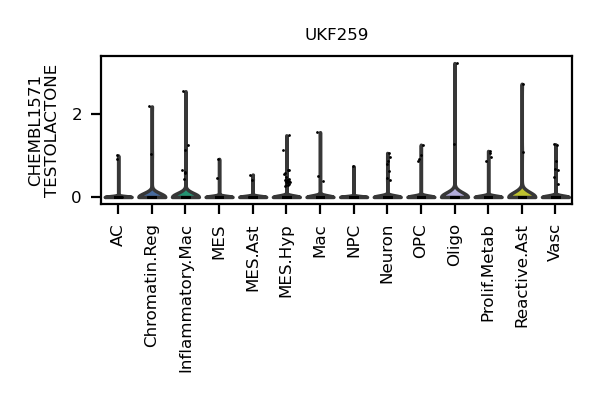 UKF259
CHEMBL1571
TESTOLACTONE
2
0
AC
Chromatin.Reg
Inflammatory.Mac
MES
MES.Ast
MES.Hyp
Mac
NPC
Neuron
OPC
Oligo
Prolif.Metab
Reactive.Ast
Vasc